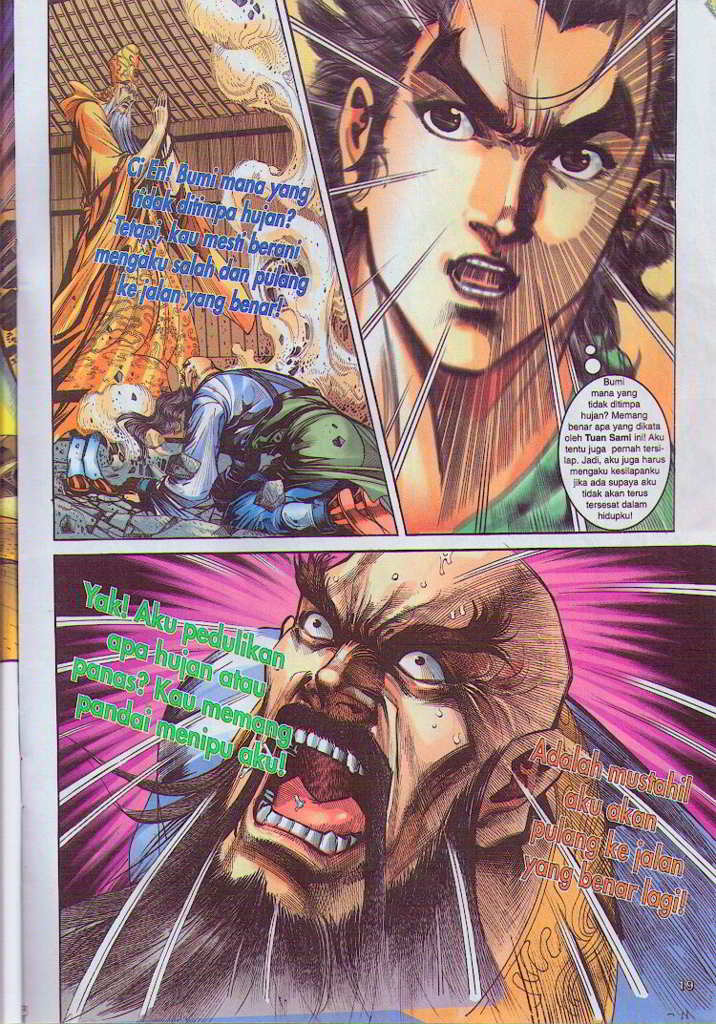 Ci En! Bumi mana yang
tidak ditimpa hujan?
Tetapi, kau mesti berani
mengaku salah dan pulang
ke jalan yang benar!
Bumi
mana yang
tidak ditimpa
hujan? Memang
benar apa yang dikata
oleh Tuan Sami ini! Aku
tentu juga pernah tersi-
lap. Jadi, aku juga harus
mengaku kesilapanku
jika ada supaya aku
tidak akan terus
tersesat dalam
hidupku!
Yak! Aku pedulikan
apa hujan atau
panas? Kau memang
pandai menipu aku!
Adalah mustahil
aku akan
pulang ke jalan
yang benar lagi!
19